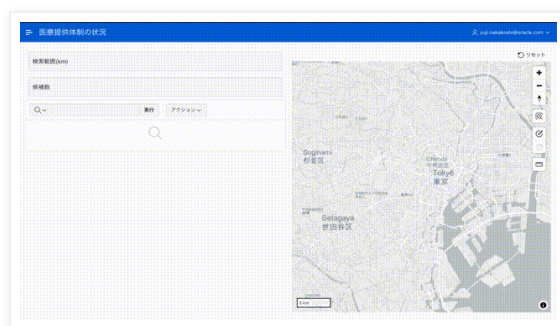 医療提供体制の状況
yuji.nakakoshi@oracle.com
リセット
検索範囲(km)
候補数
実行
アクション
Suginami
杉並区
Chiyoda
千代田区
Tokyo
東京
Setagaya
世田谷区
5 km